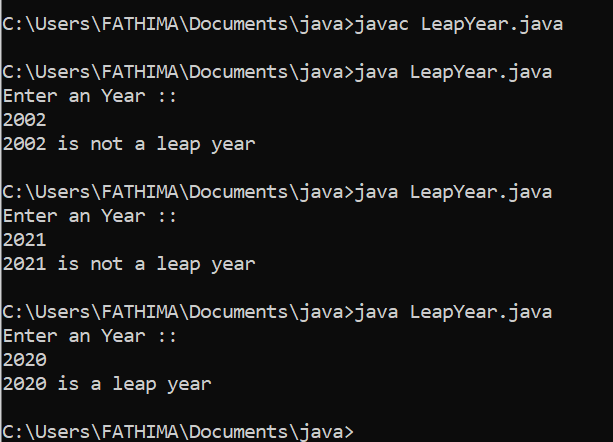 C:\Users\FATHIMA\Documents\java>javac LeapYear.java
C:\Users\FATHIMA\Documents\java>java LeapYear.java
Enter an Year ::
2002
2002 is not a leap year
C:\Users\FATHIMA\Documents\java>java LeapYear.java
Enter an Year ::
2021
2021 is not a leap year
C:\Users\FATHIMA\Documents\java>java LeapYear.java
Enter an Year ::
2020
2020 is a leap year
C:\Users\FATHIMA\Documents\java>